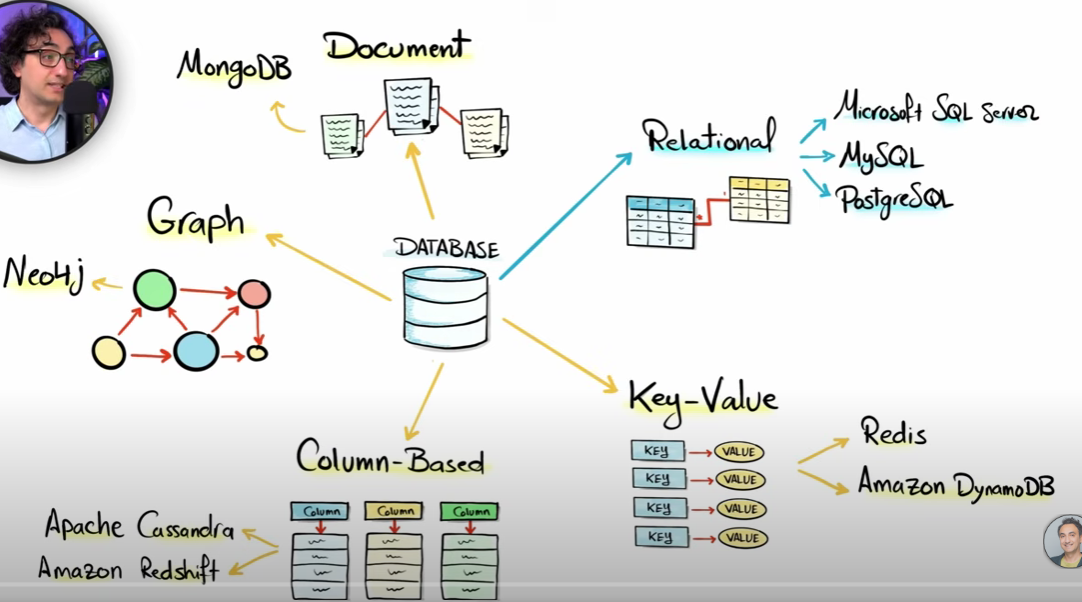 Document
MongoDB
Relational
Microsoft SQL Server
MySQL
PostgreSQL
Graph
Neo4j
DATABASE
Key-Value
KEY VALUE
KEY VALUE
KEY VALUE
KEY VALUE
Redis
Amazon DynamoDB
Column-Based
Column Column Column
Apache Cassandra
Amazon Redshift